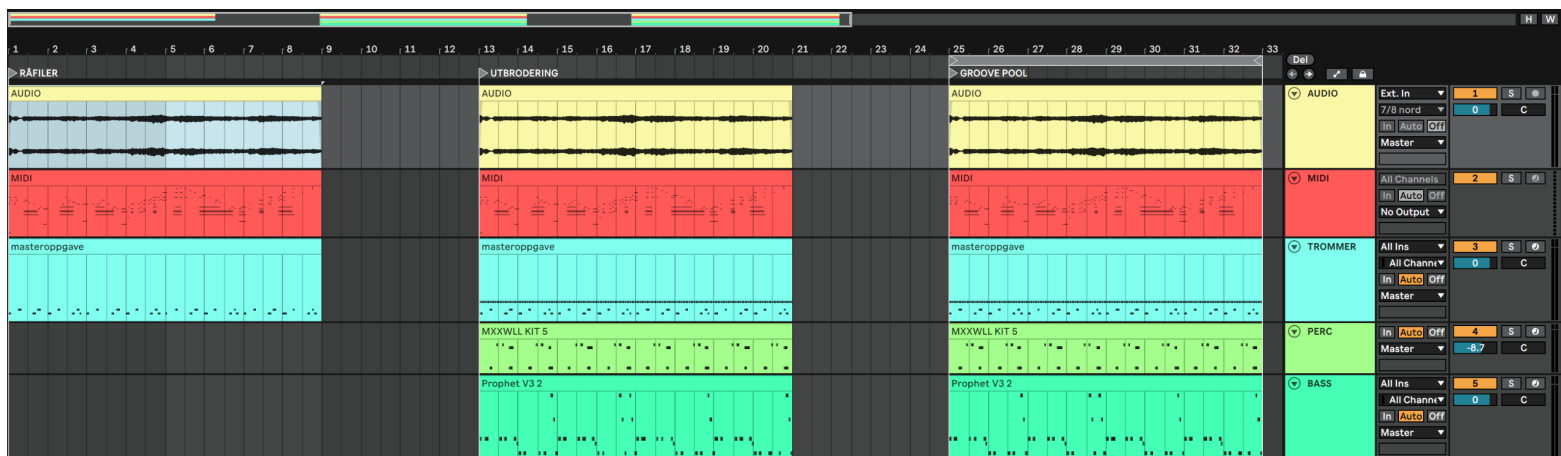 H W
1 2 3 4 5 6 7 8 9 10 11 12 13 14 15 16 17 18 19 20 21 22 23 24 25 26 27 28 29 30 31 32 33
Del
RÅFILER UTBRODERING GROOVE POOL
AUDIO AUDIO AUDIO AUDIO Ext. In 1 S
7/8 nord 0 C
In Auto Off
Master
MIDI MIDI MIDI MIDI All Channels 2 S
In Auto Off
No Output
masteroppgave masteroppgave masteroppgave TROMMER All Ins 3 S
All Channe 0 C
In Auto Off
Master
MXXWLL KIT 5 MXXWLL KIT 5 PERC In Auto Off 4 S
Master -8.7 C
Prophet V3 2 Prophet V3 2 BASS All Ins 5 S
All Channe 0 C
In Auto Off
Master